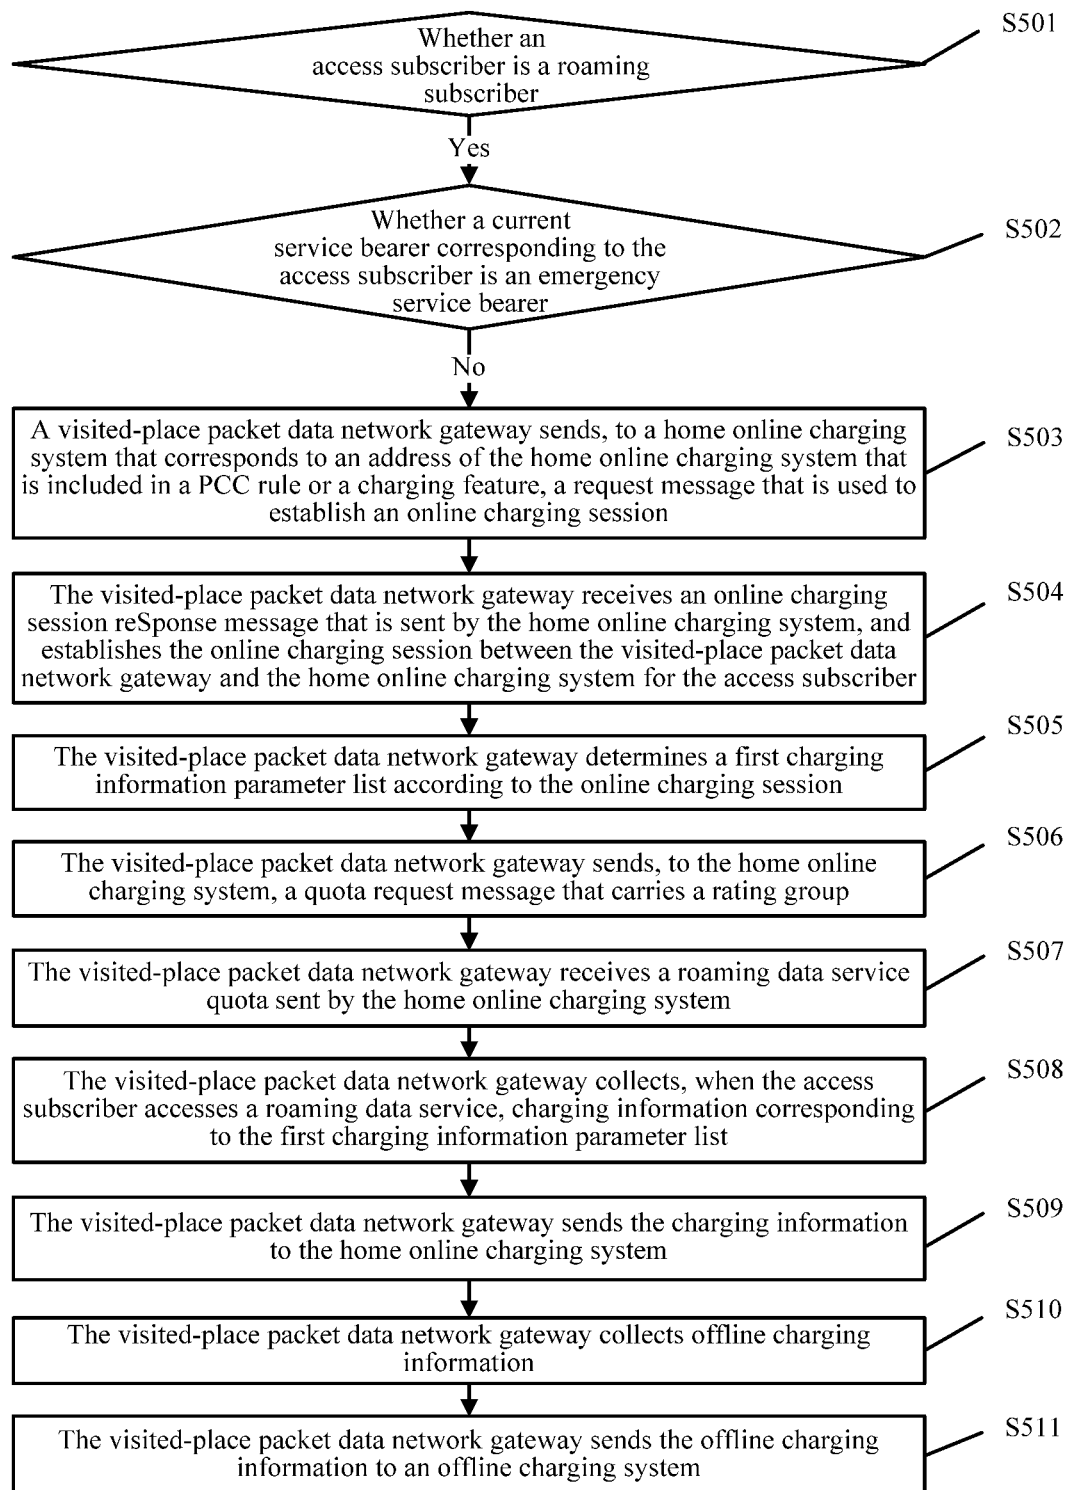 Whether an
access subscriber is a roaming
subscriber
S501
Yes
Whether a current
service bearer corresponding to the
access subscriber is an emergency
service bearer
S502
No
A visited-place packet data network gateway sends, to a home online charging
system that corresponds to an address of the home online charging system that
is included in a PCC rule or a charging feature, a request message that is used to
establish an online charging session
S503
The visited-place packet data network gateway receives an online charging
session reSponse message that is sent by the home online charging system, and
establishes the online charging session between the visited-place packet data
network gateway and the home online charging system for the access subscriber
S504
The visited-place packet data network gateway determines a first charging
information parameter list according to the online charging session
S505
The visited-place packet data network gateway sends, to the home online
charging system, a quota request message that carries a rating group
S506
The visited-place packet data network gateway receives a roaming data service
quota sent by the home online charging system
S507
The visited-place packet data network gateway collects, when the access
subscriber accesses a roaming data service, charging information corresponding
to the first charging information parameter list
S508
The visited-place packet data network gateway sends the charging information
to the home online charging system
S509
The visited-place packet data network gateway collects offline charging
information
S510
The visited-place packet data network gateway sends the offline charging
information to an offline charging system
S511